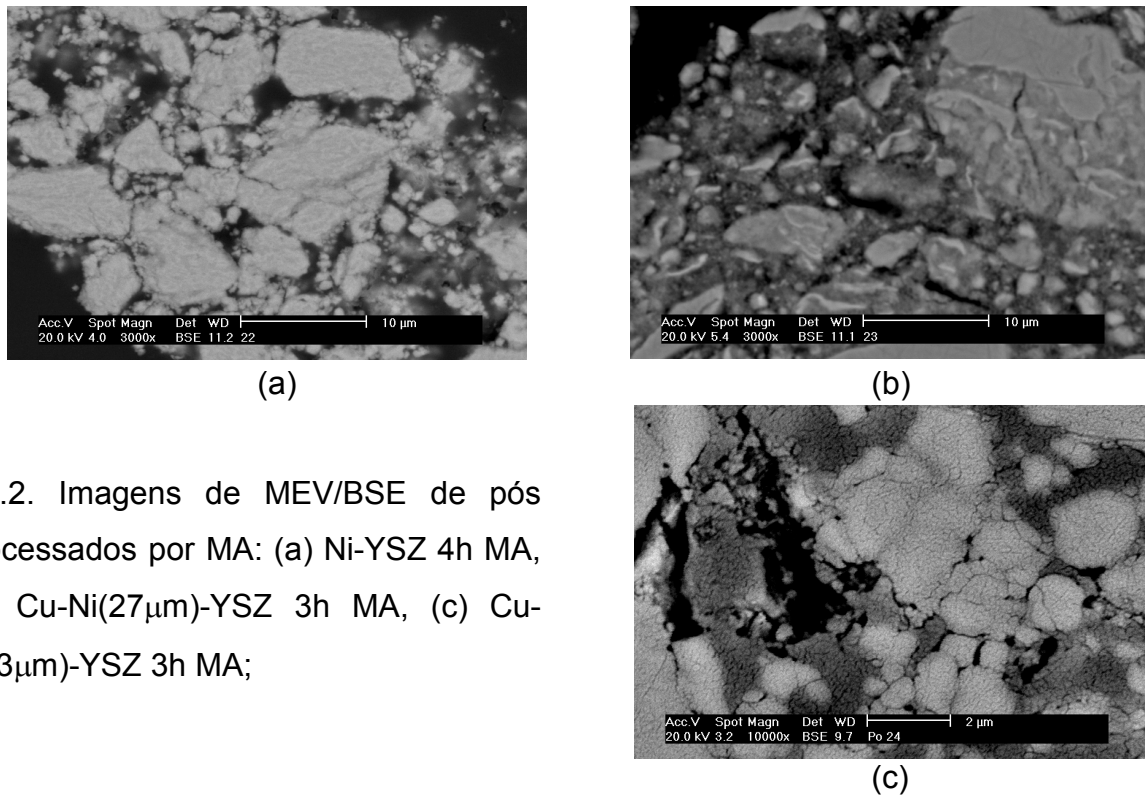 Acc.V Spot Magn Det WD 10 µm
20.0 kV 4.0 3000x BSE 11.2 22
(a)
Acc.V Spot Magn Det WD 10 µm
20.0 kV 5.4 3000x BSE 11.1 23
(b)
.2. Imagens de MEV/BSE de pós
cessados por MA: (a) Ni-YSZ 4h MA,
Cu-Ni(27µm)-YSZ 3h MA, (c) Cu-
3µm)-YSZ 3h MA;
Acc.V Spot Magn Det WD 2 µm
20.0 kV 3.2 10000x BSE 9.7 Po 24
(c)